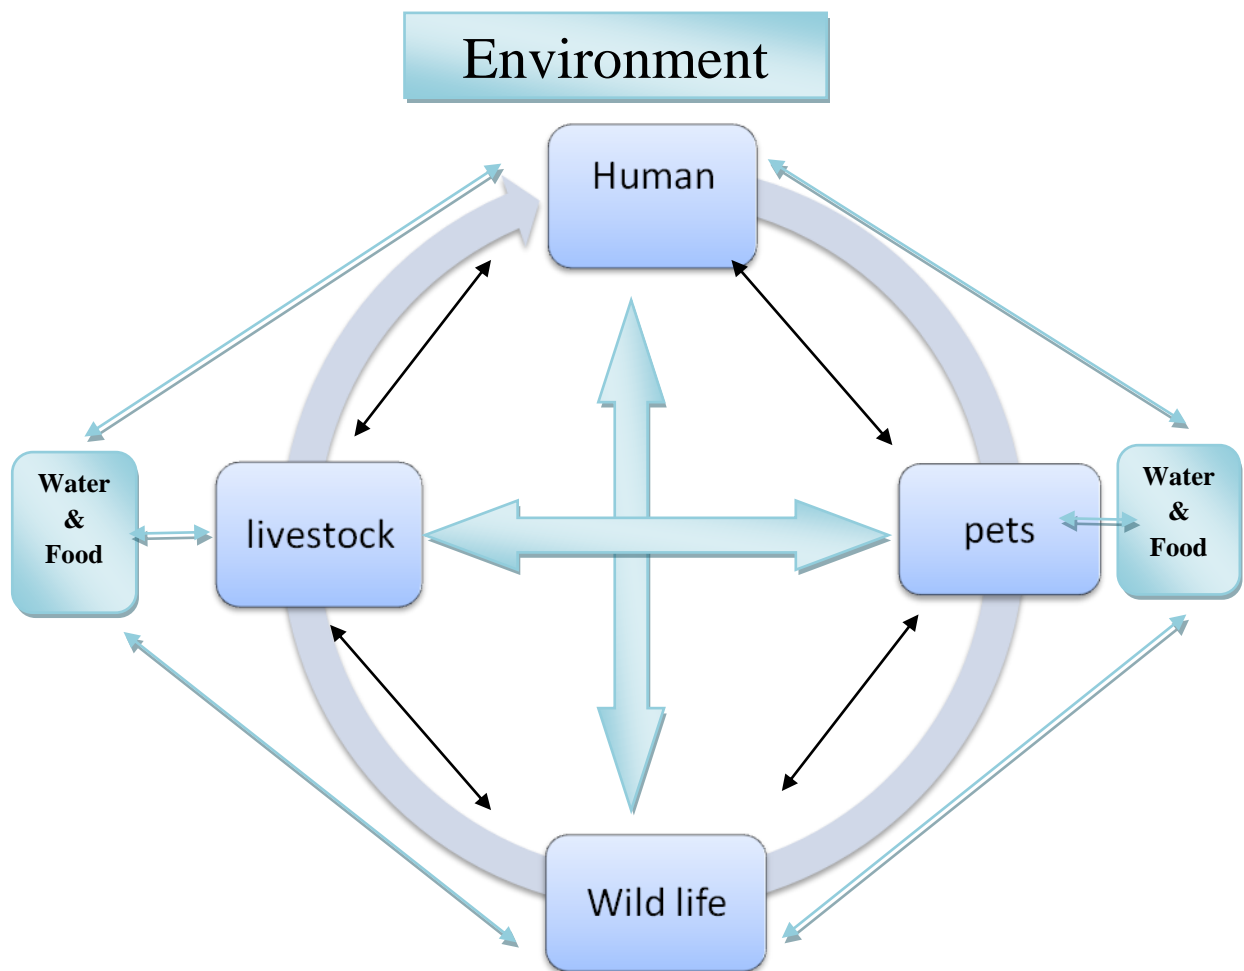 Environment
Human
Water
&
Food
livestock
pets
Water
&
Food
Wild life